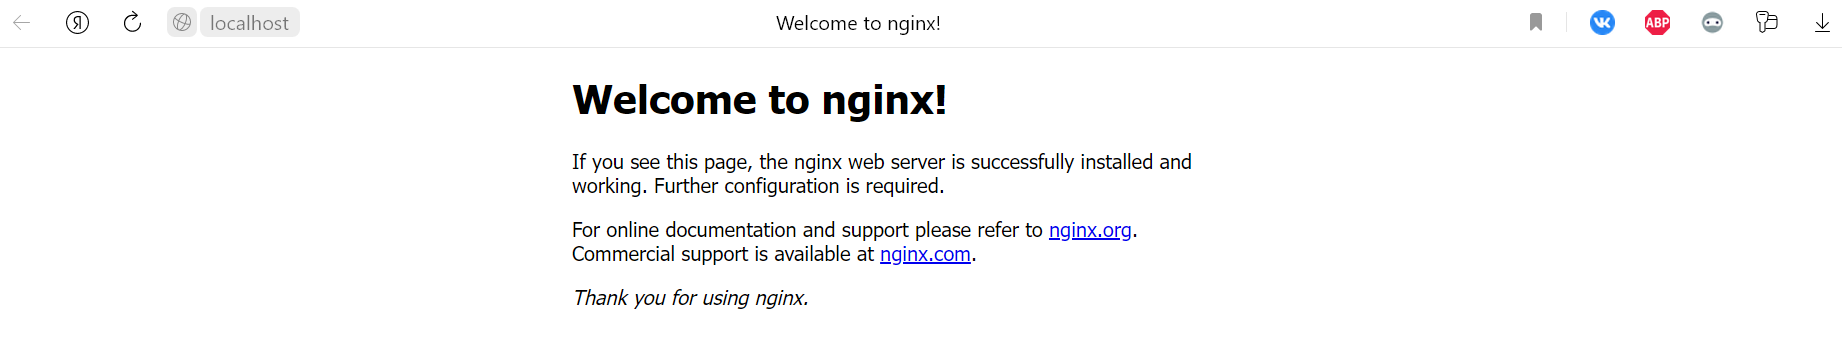 Я localhost Welcome to nginx! ABP
Welcome to nginx!
If you see this page, the nginx web server is successfully installed and
working. Further configuration is required.
For online documentation and support please refer to nginx.org.
Commercial support is available at nginx.com.
Thank you for using nginx.